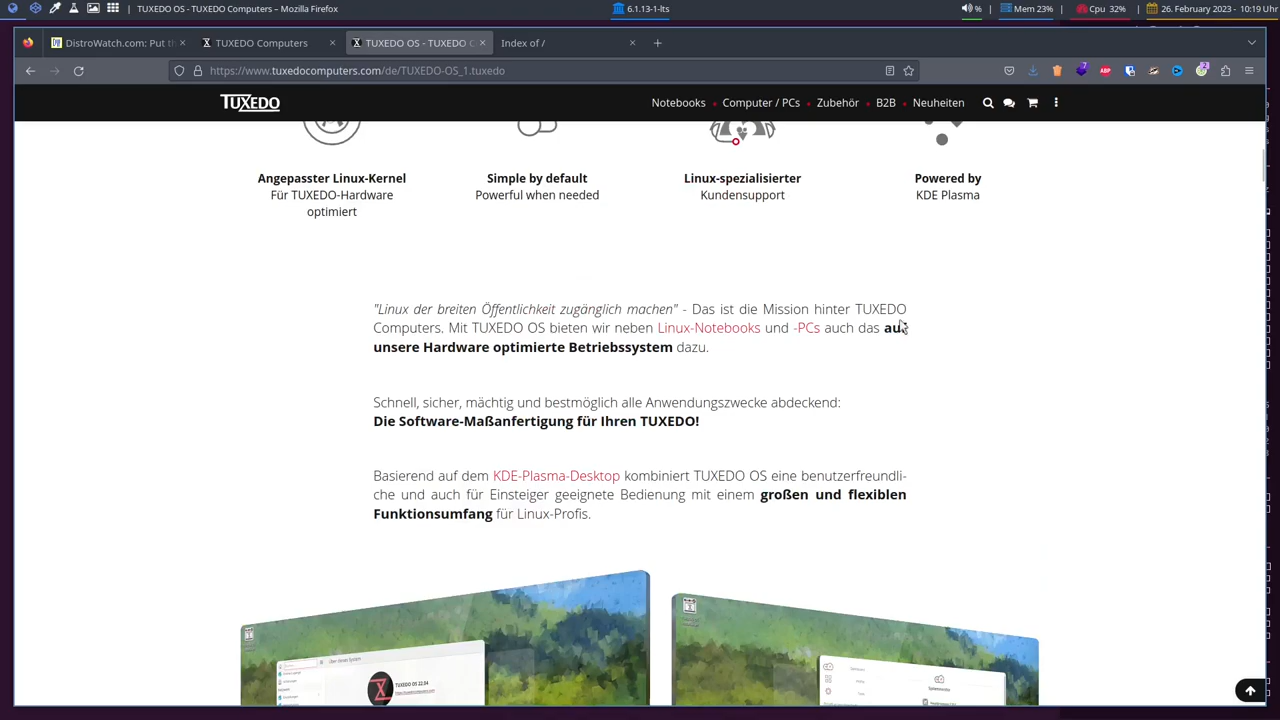 TUXEDO OS - TUXEDO Computers – Mozilla Firefox
6.1.13-1-lts
%
Mem 23%
Cpu 32%
26. February 2023 - 10:19 Uhr
DistroWatch.com: Put th
TUXEDO Computers
TUXEDO OS - TUXEDO C
Index of /
https://www.tuxedocomputers.com/de/TUXEDO-OS_1.tuxedo
7
ABP
2
TUXEDO
Notebooks
Computer / PCs
Zubehör
B2B
Neuheiten
Angepasster Linux-Kernel
Für TUXEDO-Hardware
optimiert
Simple by default
Powerful when needed
Linux-spezialisierter
Kundensupport
Powered by
KDE Plasma
"Linux der breiten Öffentlichkeit zugänglich machen" - Das ist die Mission hinter TUXEDO
Computers. Mit TUXEDO OS bieten wir neben Linux-Notebooks und -PCs auch das auf
unsere Hardware optimierte Betriebssystem dazu.
Schnell, sicher, mächtig und bestmöglich alle Anwendungszwecke abdeckend:
Die Software-Maßanfertigung für Ihren TUXEDO!
Basierend auf dem KDE-Plasma-Desktop kombiniert TUXEDO OS eine benutzerfreundli-
che und auch für Einsteiger geeignete Bedienung mit einem großen und flexiblen
Funktionsumfang für Linux-Profis.
TUXEDO OS 22.04